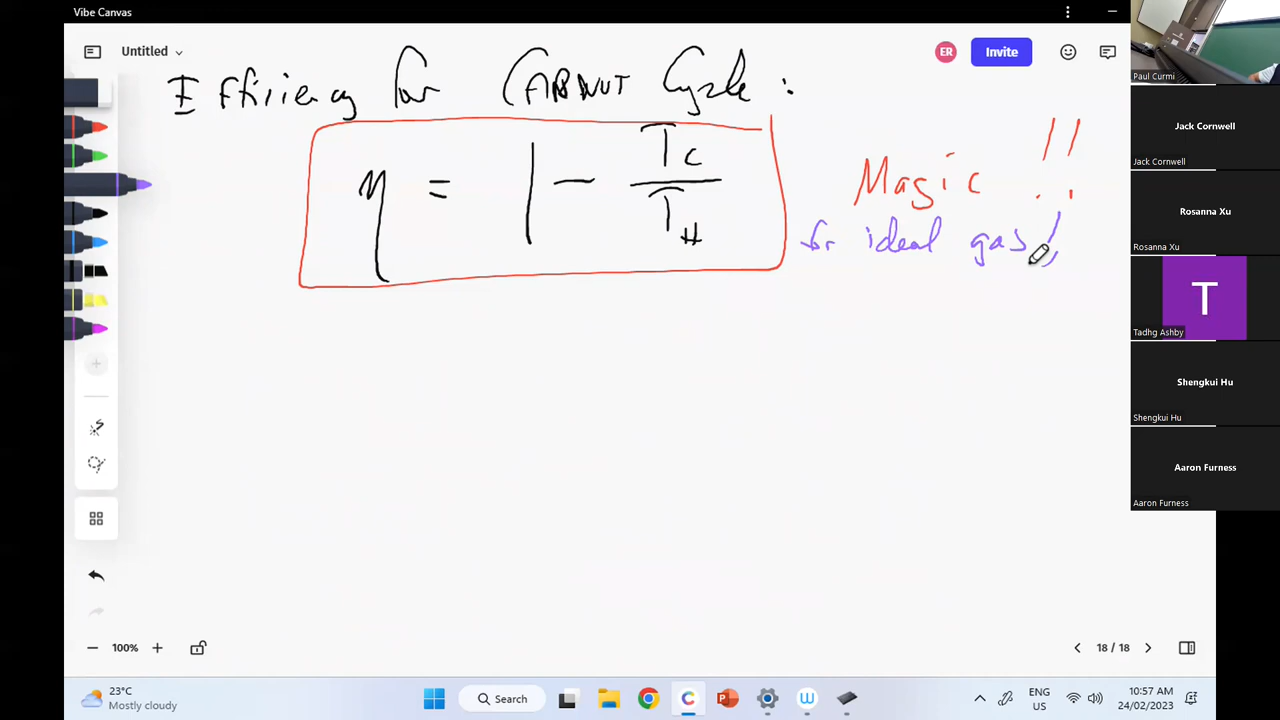 Vibe Canvas
Untitled
ER
Invite
Efficiency for CARNOT Cycle :
η = 1 - Tc / TH
Magic !!
for ideal gas !!
Paul Curmi
Jack Cornwell
Jack Cornwell
Rosanna Xu
Rosanna Xu
T
Tadhg Ashby
Shengkui Hu
Shengkui Hu
Aaron Furness
Aaron Furness
100%
18 / 18
23°C
Mostly cloudy
Search
ENG
US
10:57 AM
24/02/2023